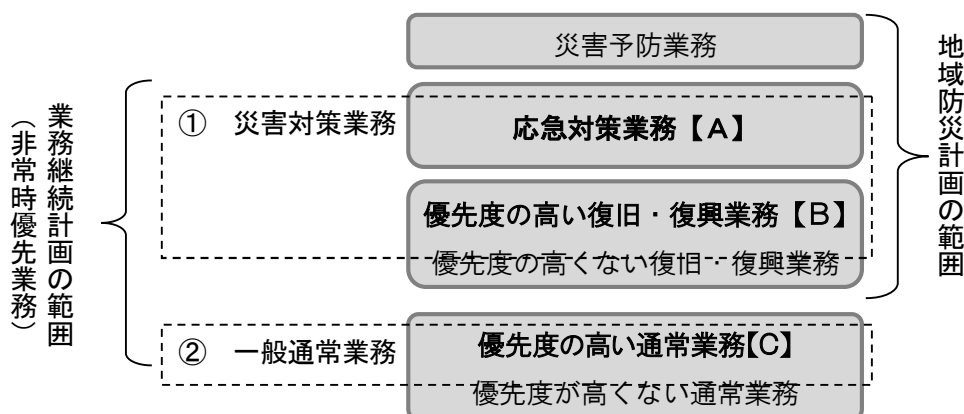 業務継続計画の範囲
（非常時優先業務）
災害予防業務
① 災害対策業務
応急対策業務【A】
優先度の高い復旧・復興業務【B】
優先度の高くない復旧・復興業務
② 一般通常業務
優先度の高い通常業務【C】
優先度が高くない通常業務
地域防災計画の範囲